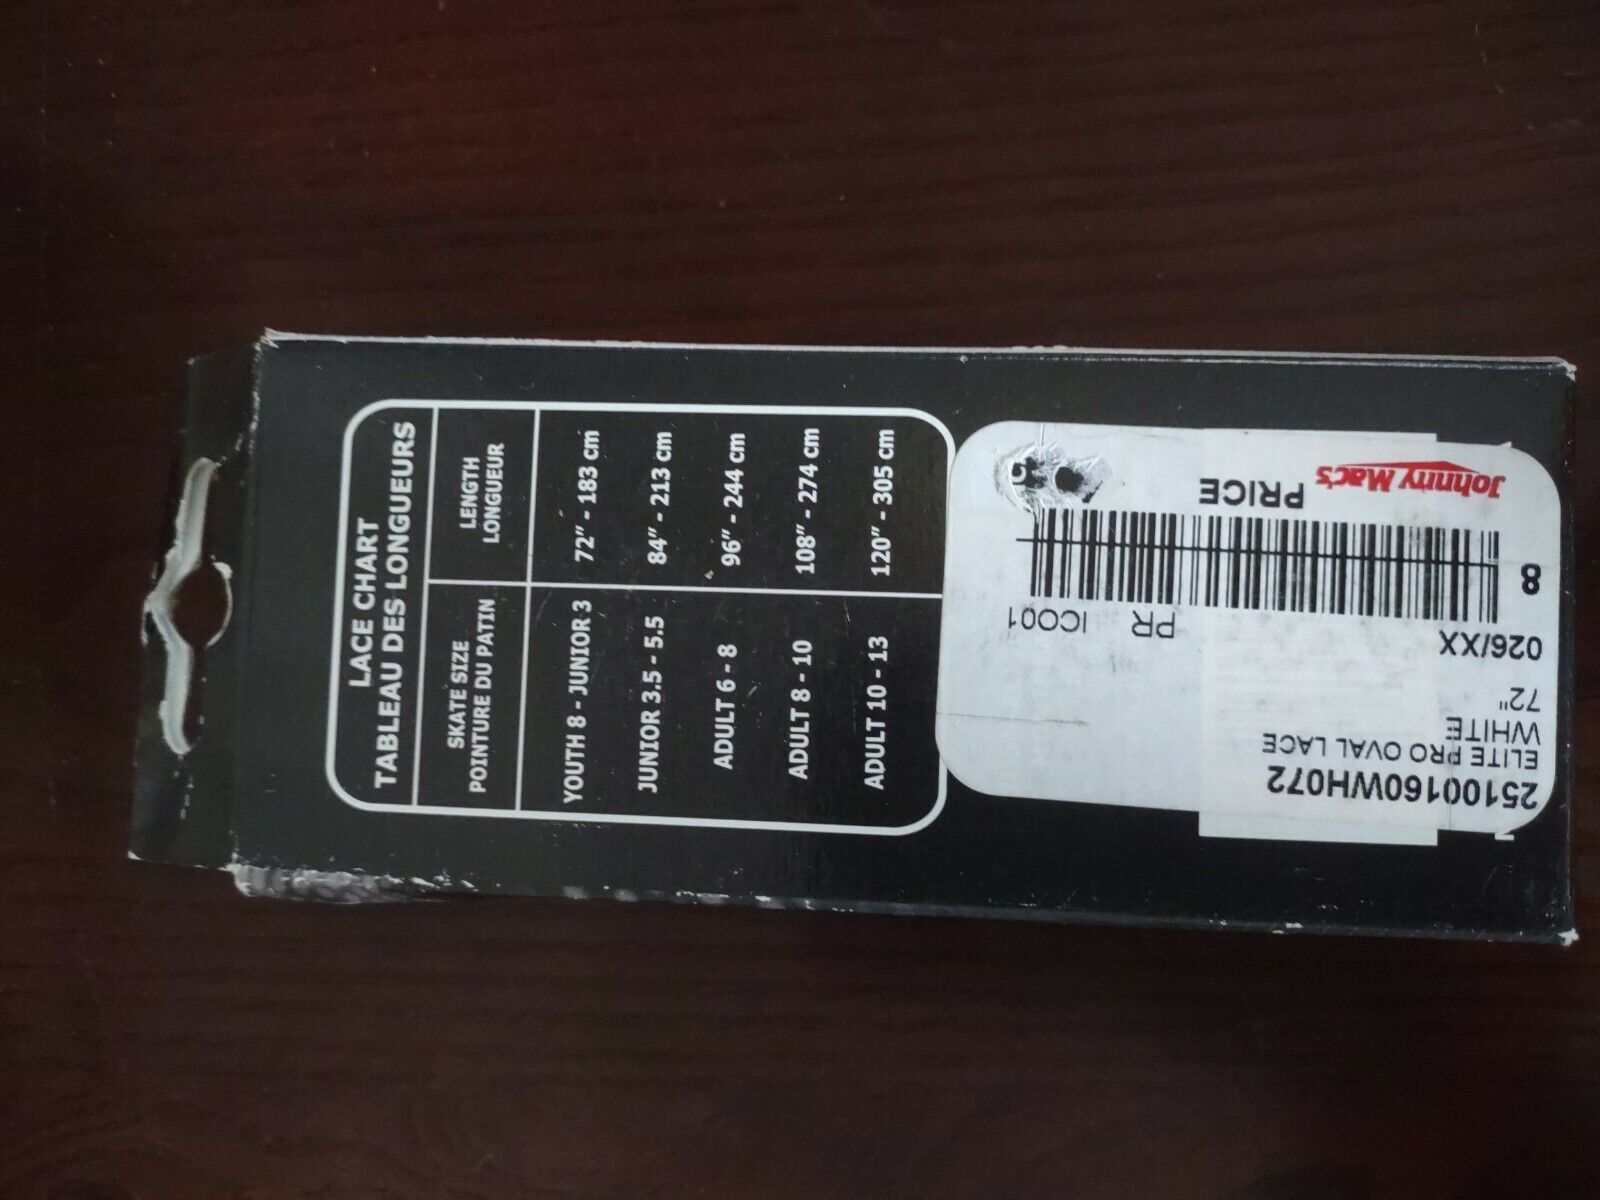 LACE CHART
TABLEAU DES LONGUEURS
SKATE SIZE
POINTURE DU PATIN
LENGTH
LONGUEUR
YOUTH 8 - JUNIOR 3 72" - 183 cm
JUNIOR 3.5 - 5.5 84" - 213 cm
ADULT 6 - 8 96" - 244 cm
ADULT 8 - 10 108" - 274 cm
ADULT 10 - 13 120" - 305 cm
25100160WH072
ELITE PRO OVAL LACE
WHITE
72"
026/XX
PR ICO01
8
PRICE
Johnny Mac's